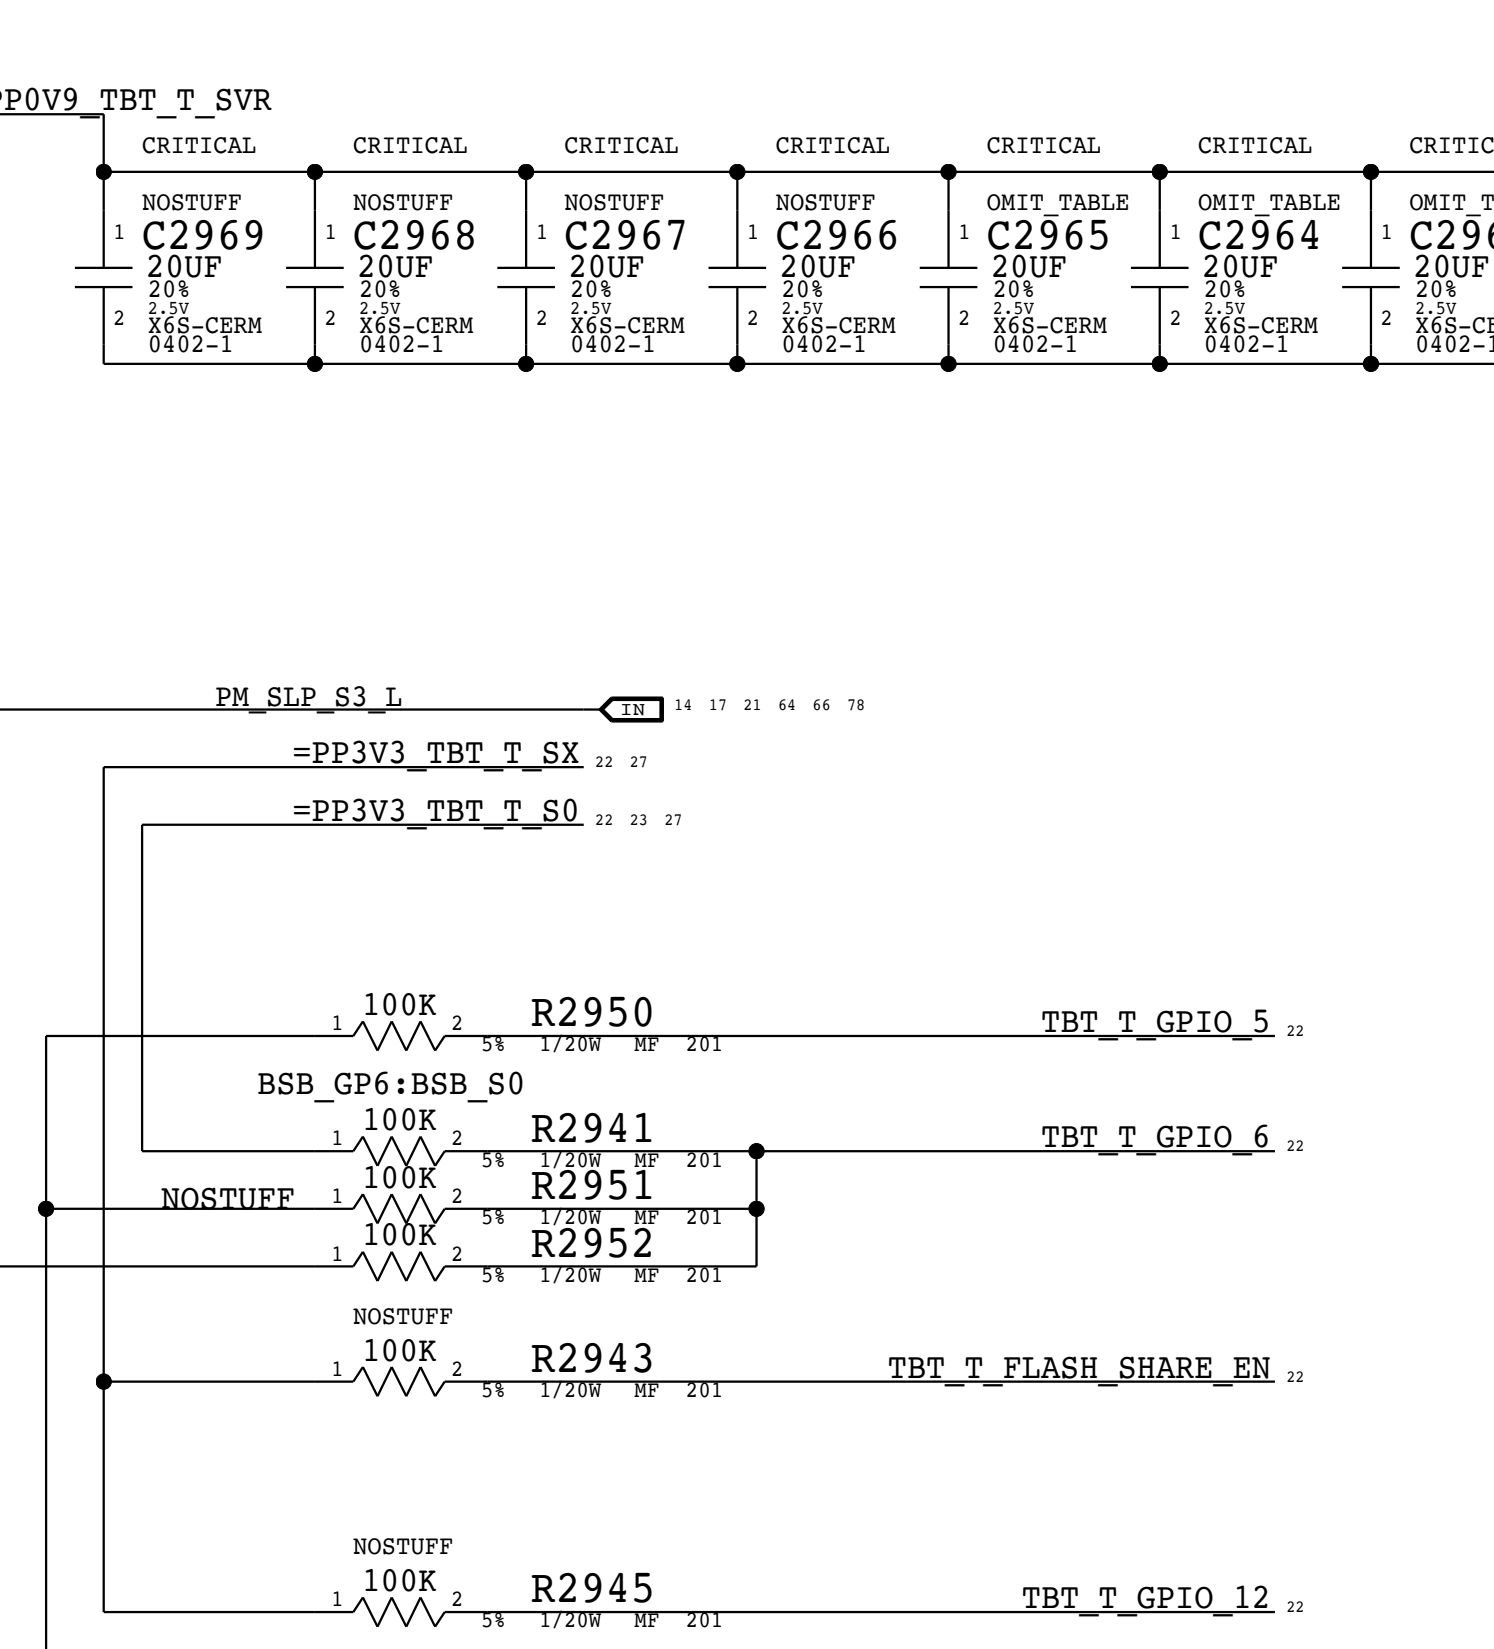 PP0V9_TBT_T_SVR
CRITICAL CRITICAL CRITICAL CRITICAL CRITICAL CRITICAL CRITIC
NOSTUFF NOSTUFF NOSTUFF NOSTUFF OMIT_TABLE OMIT_TABLE OMIT_T
1 C2969 1 C2968 1 C2967 1 C2966 1 C2965 1 C2964 1 C296
20UF 20UF 20UF 20UF 20UF 20UF 20UF
20% 20% 20% 20% 20% 20% 20%
2.5V 2.5V 2.5V 2.5V 2.5V 2.5V 2.5V
2 X6S-CERM 2 X6S-CERM 2 X6S-CERM 2 X6S-CERM 2 X6S-CERM 2 X6S-CERM 2 X6S-CE
0402-1 0402-1 0402-1 0402-1 0402-1 0402-1 0402-1
PM_SLP_S3_L IN 14 17 21 64 66 78
=PP3V3_TBT_T_SX 22 27
=PP3V3_TBT_T_S0 22 23 27
1 100K 2 R2950 TBT_T_GPIO_5 22
5% 1/20W MF 201
BSB_GP6:BSB_S0
1 100K 2 R2941 TBT_T_GPIO_6 22
5% 1/20W MF 201
NOSTUFF 1 100K 2 R2951
5% 1/20W MF 201
1 100K 2 R2952
5% 1/20W MF 201
NOSTUFF
1 100K 2 R2943 TBT_T_FLASH_SHARE_EN 22
5% 1/20W MF 201
NOSTUFF
1 100K 2 R2945 TBT_T_GPIO_12 22
5% 1/20W MF 201